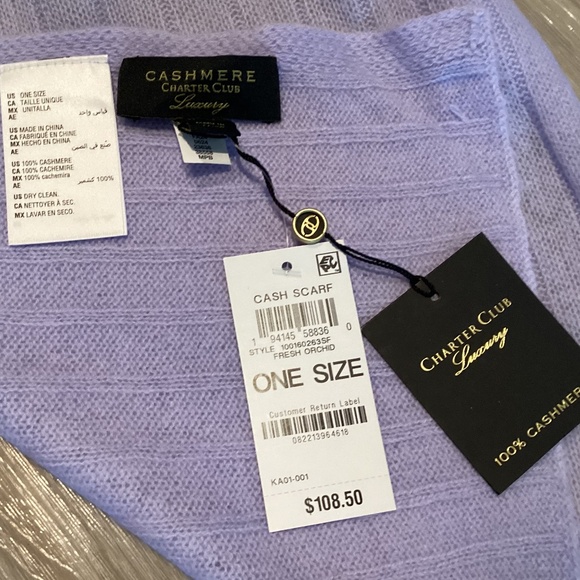 US ONE SIZE
CA TAILLE UNIQUE
MX UNITALLA
AE قياس واحد
US MADE IN CHINA
CA FABRIQUÉ EN CHINE
MX HECHO EN CHINA
AE صنع في الصين
US 100% CASHMERE
CA 100% CACHEMIRE
MX 100% cachemira
AE 100% كشمير
US DRY CLEAN.
CA NETTOYER À SEC.
MX LAVAR EN SECO.
CASHMERE
CHARTER CLUB
Luxury
MPB
CASH SCARF
1 94145 58836 0
STYLE 100160263SF
FRESH ORCHID
ONE SIZE
Customer Return Label
082213964618
KA01-001
$108.50
CHARTER CLUB
Luxury
100% CASHMERE